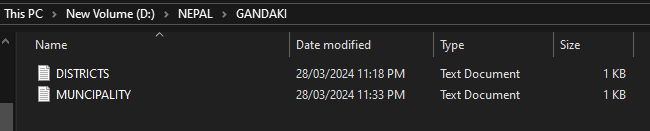 This PC > New Volume (D:) > NEPAL > GANDAKI
Name Date modified Type Size
DISTRICTS 28/03/2024 11:18 PM Text Document 1 KB
MUNCIPALITY 28/03/2024 11:33 PM Text Document 1 KB